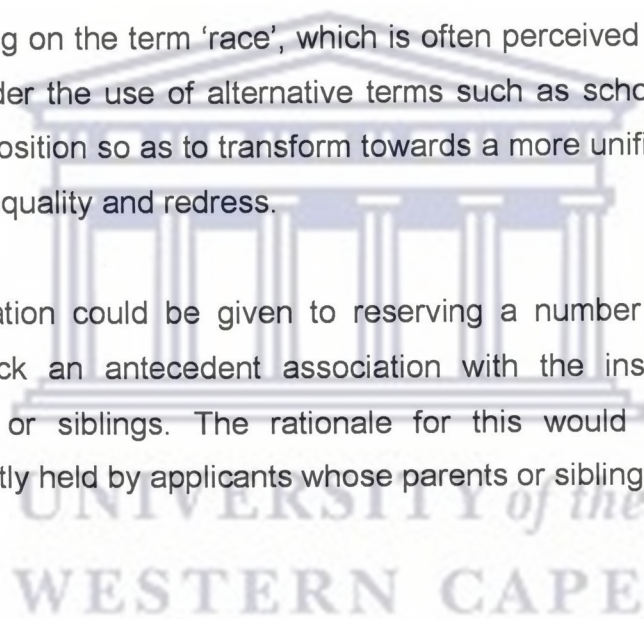 g on the term ‘race’, which is often perceived
der the use of alternative terms such as scho
osition so as to transform towards a more unifi
quality and redress.
ation could be given to reserving a number
ck an antecedent association with the ins
or siblings. The rationale for this would
tly held by applicants whose parents or sibling
UNIVERSITY of the
WESTERN CAPE